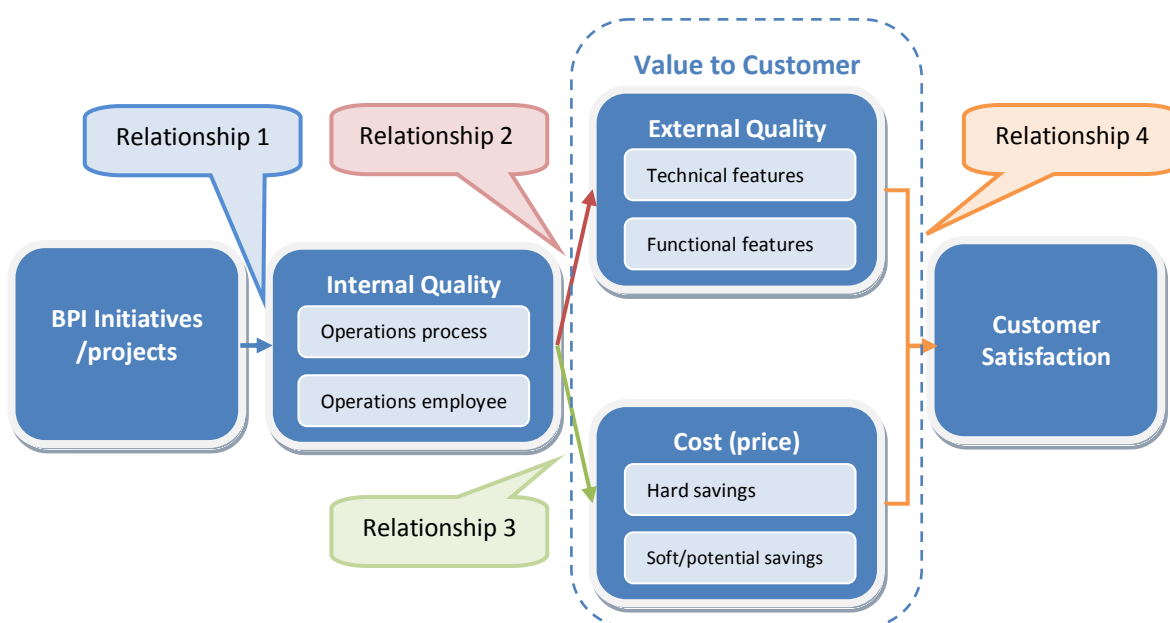 Value to Customer
Relationship 1
Relationship 2
External Quality
Relationship 4
Technical features
Functional features
BPI Initiatives
/projects
Internal Quality
Operations process
Operations employee
Customer
Satisfaction
Cost (price)
Hard savings
Relationship 3
Soft/potential savings